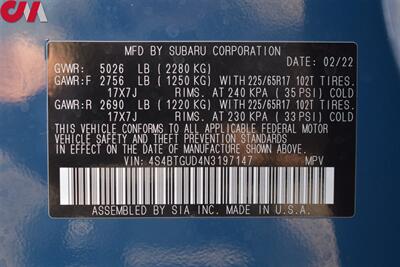 MFD. BY SUBARU CORPORATION
DATE: 02/22
GVWR: 5026 LB (2280 KG)
GAWR:F 2756 LB (1250 KG) WITH 225/65R17 102T TIRES.
17X7J RIMS. AT 240 KPA ( 35 PSI) COLD
GAWR:R 2690 LB (1220 KG) WITH 225/65R17 102T TIRES.
17X7J RIMS. AT 230 KPA ( 33 PSI) COLD
THIS VEHICLE CONFORMS TO ALL APPLICABLE FEDERAL MOTOR
VEHICLE SAFETY AND THEFT PREVENTION STANDARDS IN EFFECT
ON THE DATE OF MANUFACTURE SHOWN ABOVE.
VIN: 4S4BTGUD4N3197147 MPV
ASSEMBLED BY SIA INC. MADE IN U.S.A.